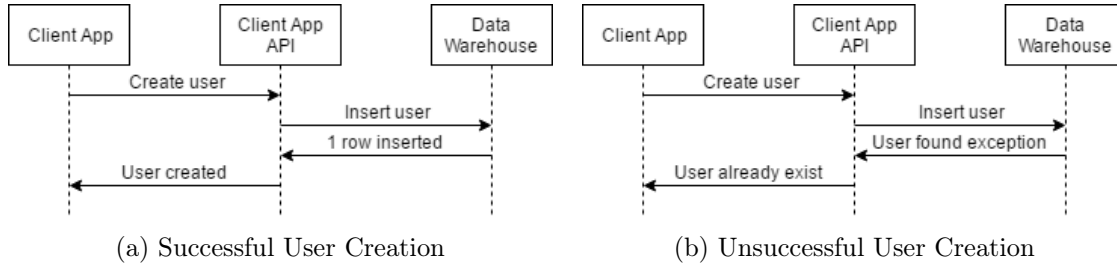 Client App
Client App
API
Data
Warehouse
Create user
Insert user
1 row inserted
User created
(a) Successful User Creation
Client App
Client App
API
Data
Warehouse
Create user
Insert user
User found exception
User already exist
(b) Unsuccessful User Creation